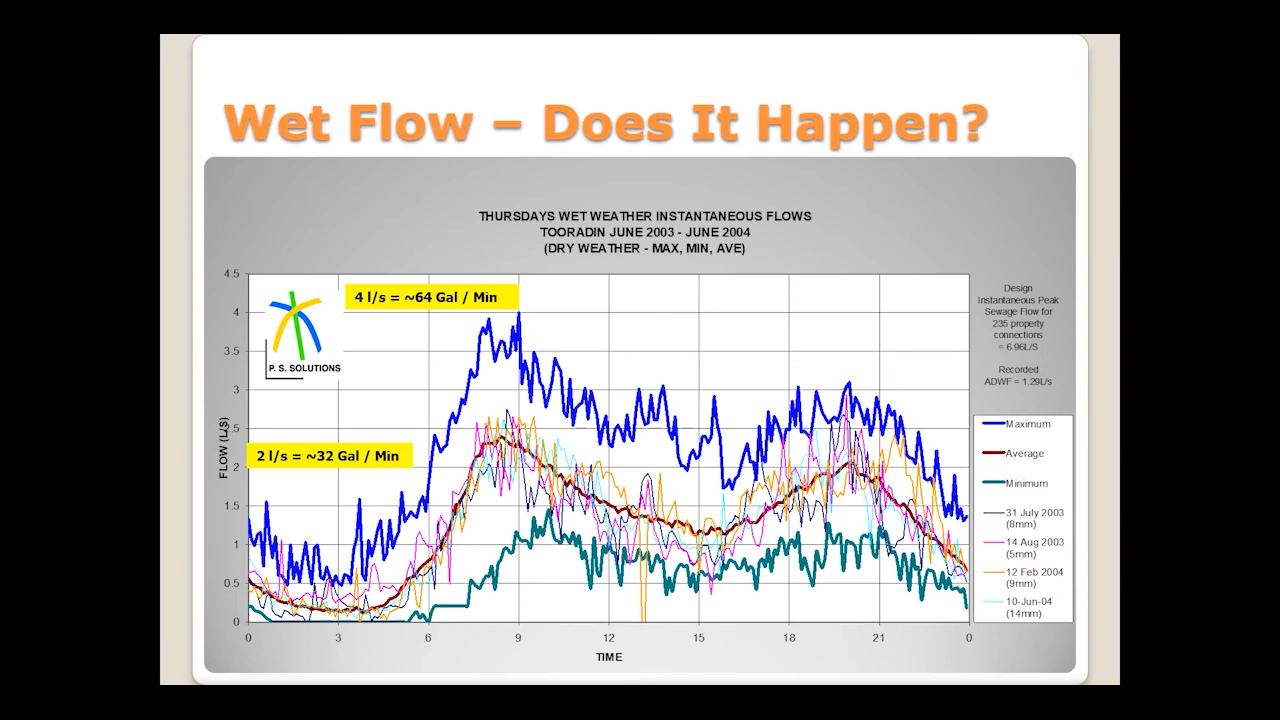 Wet Flow – Does It Happen?
THURSDAYS WET WEATHER INSTANTANEOUS FLOWS
TOORADIN JUNE 2003 - JUNE 2004
(DRY WEATHER - MAX, MIN, AVE)
4 l/s = ~64 Gal / Min
P. S. SOLUTIONS
2 l/s = ~32 Gal / Min
FLOW (L/S)
4.5
4
3.5
3
2.5
2
1.5
1
0.5
0
0
3
6
9
12
15
18
21
0
TIME
Design
Instantaneous Peak
Sewage Flow for
235 property
connections
= 6.96L/S
Recorded
ADWF = 1.29L/s
Maximum
Average
Minimum
31 July 2003
(8mm)
14 Aug 2003
(5mm)
12 Feb 2004
(9mm)
10-Jun-04
(14mm)